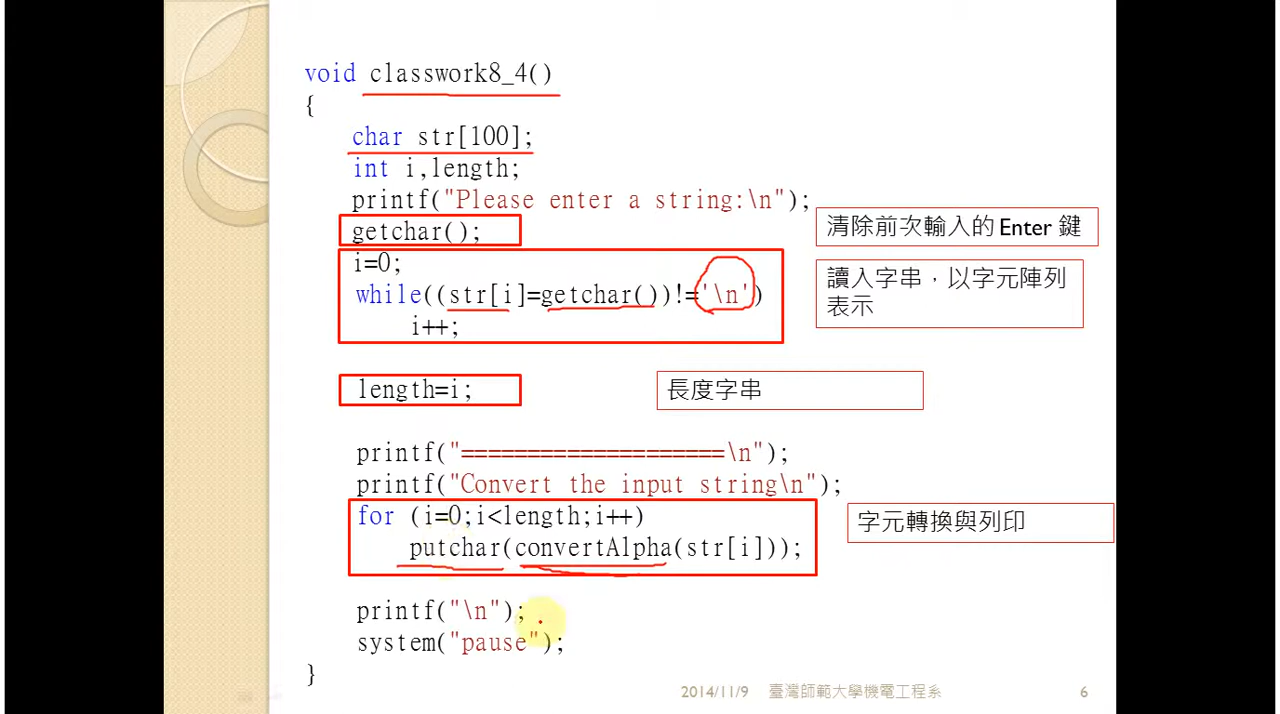 void classwork8_4()
{
char str[100];
int i,length;
printf("Please enter a string:\n");
getchar();
清除前次輸入的 Enter 鍵
i=0;
while((str[i]=getchar())!='\n')
i++;
讀入字串，以字元陣列
表示
length=i;
長度字串
printf("====================\n");
printf("Convert the input string\n");
for (i=0;i<length;i++)
putchar(convertAlpha(str[i]));
字元轉換與列印
printf("\n");
system("pause");
}
2014/11/9
臺灣師範大學機電工程系
6